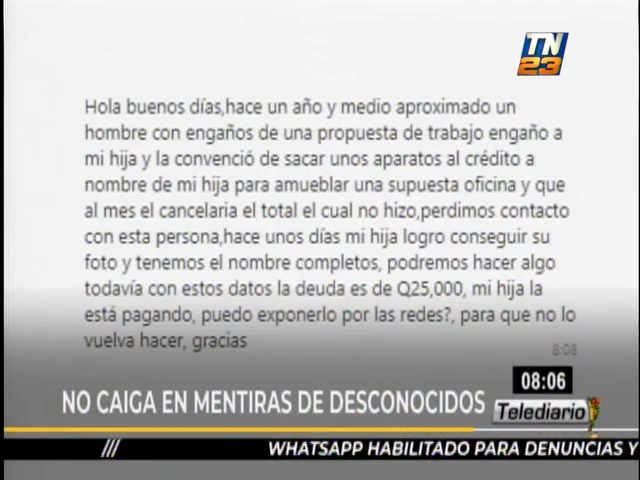 TN
23
Hola buenos días,hace un año y medio aproximado un
hombre con engaños de una propuesta de trabajo engaño a
mi hija y la convenció de sacar unos aparatos al crédito a
nombre de mi hija para amueblar una supuesta oficina y que
al mes el cancelaria el total el cual no hizo,perdimos contacto
con esta persona,hace unos días mi hija logro conseguir su
foto y tenemos el nombre completos, podremos hacer algo
todavía con estos datos la deuda es de Q25,000, mi hija la
está pagando, puedo exponerlo por las redes?, para que no lo
vuelva hacer, gracias
8:08
08:06
NO CAIGA EN MENTIRAS DE DESCONOCIDOS
Telediario
/// WHATSAPP HABILITADO PARA DENUNCIAS Y